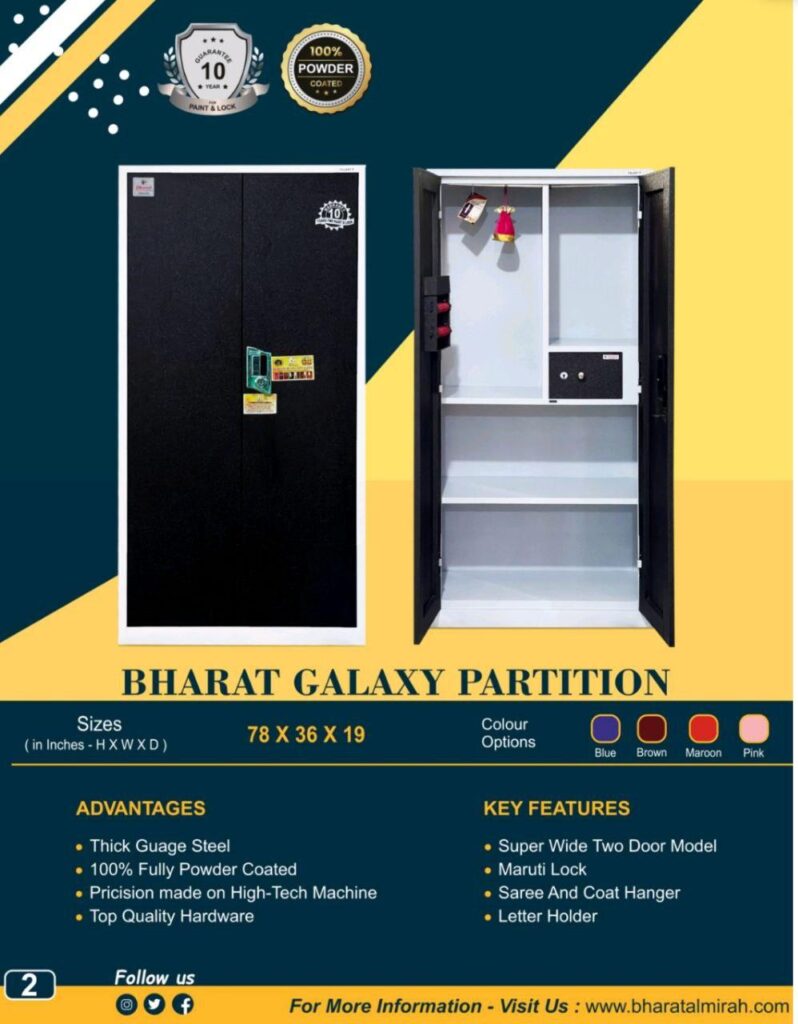 GUARANTEE
10
YEAR
FOR
PAINT & LOCK
100%
POWDER
COATED
10
BHARAT GALAXY PARTITION
Sizes
( in Inches - H X W X D )
78 X 36 X 19
Colour
Options
Blue
Brown
Maroon
Pink
ADVANTAGES
Thick Guage Steel
100% Fully Powder Coated
Pricision made on High-Tech Machine
Top Quality Hardware
KEY FEATURES
Super Wide Two Door Model
Maruti Lock
Saree And Coat Hanger
Letter Holder
2
Follow us
For More Information - Visit Us : www.bharatalmirah.com